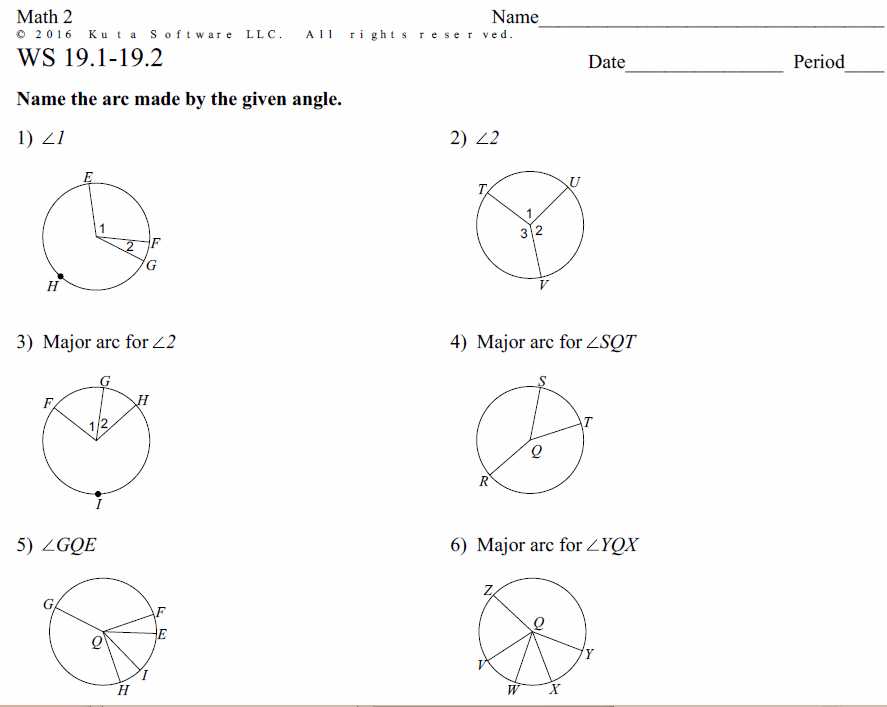 Math 2
Name
© 2016 Kuta Software LLC. All rights reserved.
WS 19.1-19.2
Date Period
Name the arc made by the given angle.
1) ∠1
2) ∠2
E
1
2
F
G
H
T
U
1
3
2
V
3) Major arc for ∠2
4) Major arc for ∠SQT
F
G
H
1
2
I
S
T
Q
R
5) ∠GQE
6) Major arc for ∠YQX
G
F
E
Q
I
H
Z
Q
Y
V
W
X